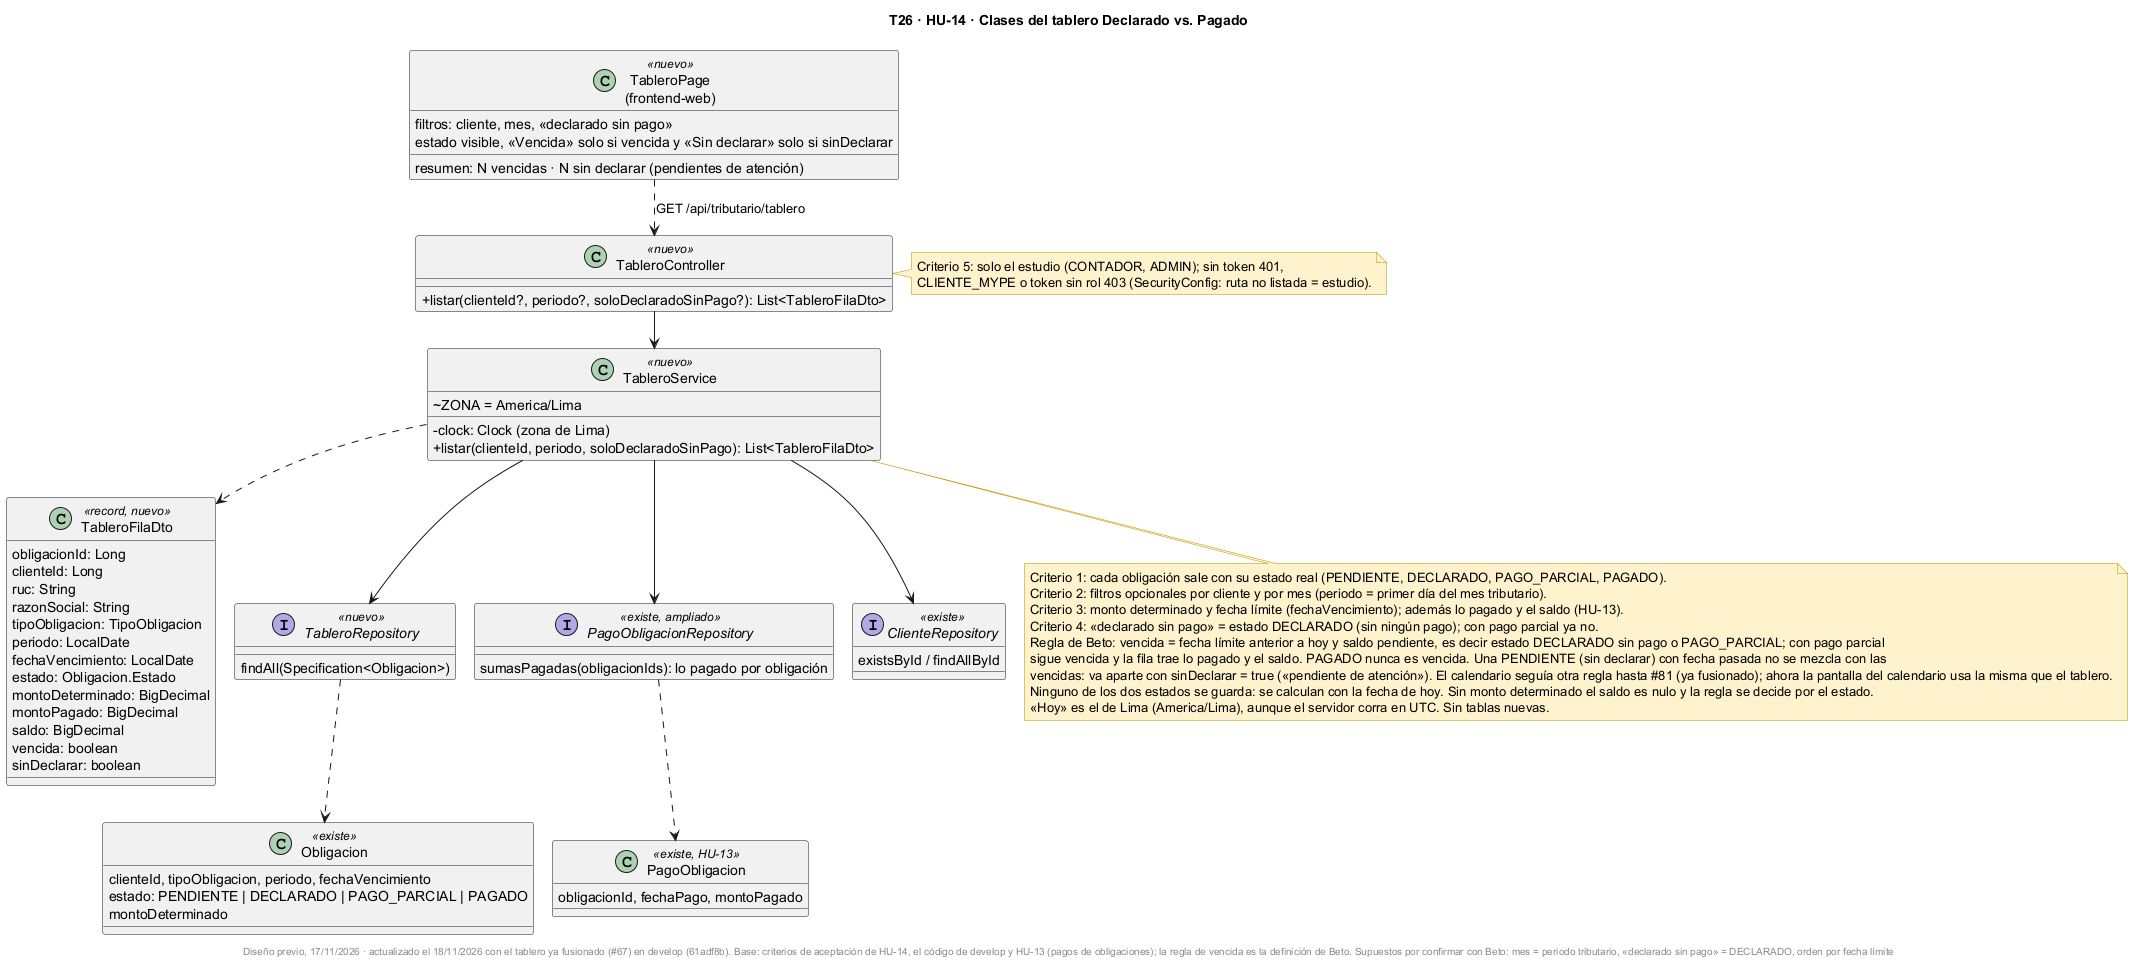 T26 · HU-14 · Clases del tablero Declarado vs. Pagado
«nuevo»
C
TableroPage
(frontend-web)
filtros: cliente, mes, «declarado sin pago»
estado visible, «Vencida» solo si vencida y «Sin declarar» solo si sinDeclarar
resumen: N vencidas · N sin declarar (pendientes de atención)
GET /api/tributario/tablero
«nuevo»
C
TableroController
+listar(clienteId?, periodo?, soloDeclaradoSinPago?): List<TableroFilaDto>
Criterio 5: solo el estudio (CONTADOR, ADMIN); sin token 401,
CLIENTE_MYPE o token sin rol 403 (SecurityConfig: ruta no listada = estudio).
«nuevo»
C
TableroService
~ZONA = America/Lima
-clock: Clock (zona de Lima)
+listar(clienteId, periodo, soloDeclaradoSinPago): List<TableroFilaDto>
«record, nuevo»
C
TableroFilaDto
obligacionId: Long
clienteId: Long
ruc: String
razonSocial: String
tipoObligacion: TipoObligacion
periodo: LocalDate
fechaVencimiento: LocalDate
estado: Obligacion.Estado
montoDeterminado: BigDecimal
montoPagado: BigDecimal
saldo: BigDecimal
vencida: boolean
sinDeclarar: boolean
«nuevo»
I
TableroRepository
findAll(Specification<Obligacion>)
«existe, ampliado»
I
PagoObligacionRepository
sumasPagadas(obligacionIds): lo pagado por obligación
«existe»
I
ClienteRepository
existsById / findAllById
Criterio 1: cada obligación sale con su estado real (PENDIENTE, DECLARADO, PAGO_PARCIAL, PAGADO).
Criterio 2: filtros opcionales por cliente y por mes (periodo = primer día del mes tributario).
Criterio 3: monto determinado y fecha límite (fechaVencimiento); además lo pagado y el saldo (HU-13).
Criterio 4: «declarado sin pago» = estado DECLARADO (sin ningún pago); con pago parcial ya no.
Regla de Beto: vencida = fecha límite anterior a hoy y saldo pendiente, es decir estado DECLARADO sin pago o PAGO_PARCIAL; con pago parcial
sigue vencida y la fila trae lo pagado y el saldo. PAGADO nunca es vencida. Una PENDIENTE (sin declarar) con fecha pasada no se mezcla con las
vencidas: va aparte con sinDeclarar = true («pendiente de atención»). El calendario seguía otra regla hasta #81 (ya fusionado); ahora la pantalla del calendario usa la misma que el tablero.
Ninguno de los dos estados se guarda: se calculan con la fecha de hoy. Sin monto determinado el saldo es nulo y la regla se decide por el estado.
«Hoy» es el de Lima (America/Lima), aunque el servidor corra en UTC. Sin tablas nuevas.
«existe»
C
Obligacion
clienteId, tipoObligacion, periodo, fechaVencimiento
estado: PENDIENTE | DECLARADO | PAGO_PARCIAL | PAGADO
montoDeterminado
«existe, HU-13»
C
PagoObligacion
obligacionId, fechaPago, montoPagado
Diseño previo, 17/11/2026 · actualizado el 18/11/2026 con el tablero ya fusionado (#67) en develop (61adf8b). Base: criterios de aceptación de HU-14, el código de develop y HU-13 (pagos de obligaciones); la regla de vencida es la definición de Beto. Supuestos por confirmar con Beto: mes = periodo tributario, «declarado sin pago» = DECLARADO, orden por fecha límite